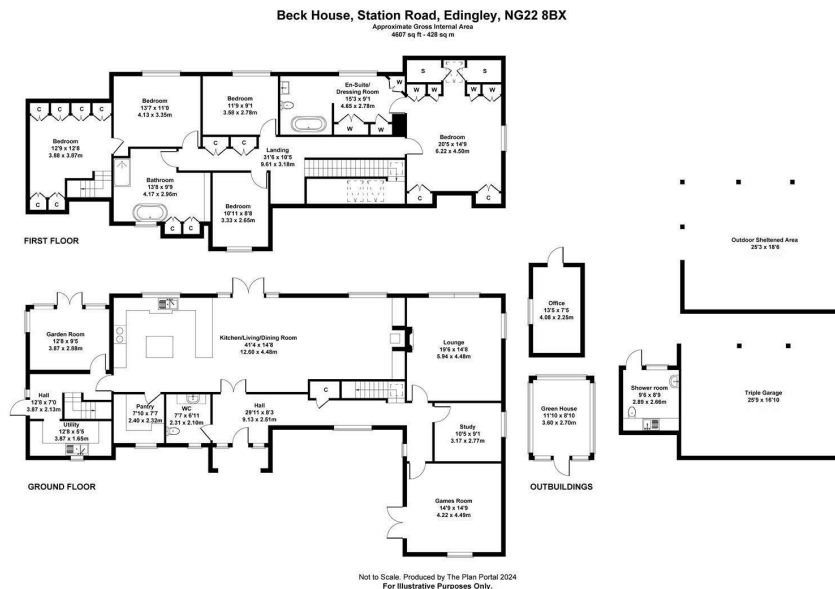 Beck House, Station Road, Edingley, NG22 8BX
Approximate Gross Internal Area
4607 sq ft - 428 sq m
C
C
C
C
Bedroom
12'9 x 12'8
3.88 x 3.87m
C
C
Bedroom
13'7 x 11'0
4.13 x 3.35m
Bedroom
11'9 x 9'1
3.58 x 2.78m
En-Suite/
Dressing Room
15'3 x 9'1
4.65 x 2.78m
W
W
W
S
S
W
W
W
W
Bedroom
20'5 x 14'9
6.22 x 4.50m
C
C
C
C
Landing
31'6 x 10'5
9.61 x 3.18m
Bathroom
13'8 x 9'9
4.17 x 2.96m
C
C
Bedroom
10'11 x 8'8
3.33 x 2.65m
FIRST FLOOR
Garden Room
12'8 x 9'5
3.87 x 2.88m
Kitchen/Living/Dining Room
41'4 x 14'8
12.60 x 4.48m
Lounge
19'6 x 14'8
5.94 x 4.48m
Hall
12'8 x 7'0
3.87 x 2.13m
Utility
12'8 x 5'5
3.87 x 1.65m
Pantry
7'10 x 7'7
2.40 x 2.32m
WC
7'7 x 6'11
2.31 x 2.10m
Hall
29'11 x 8'3
9.13 x 2.51m
C
Study
10'5 x 9'1
3.17 x 2.77m
Games Room
14'9 x 14'9
4.22 x 4.49m
GROUND FLOOR
Outdoor Sheltened Area
25'3 x 18'6
Office
13'5 x 7'5
4.08 x 2.25m
Green House
11'10 x 8'10
3.60 x 2.70m
Shower room
9'6 x 8'9
2.89 x 2.66m
Triple Garage
25'9 x 16'10
OUTBUILDINGS
Not to Scale. Produced by The Plan Portal 2024
For Illustrative Purposes Only.